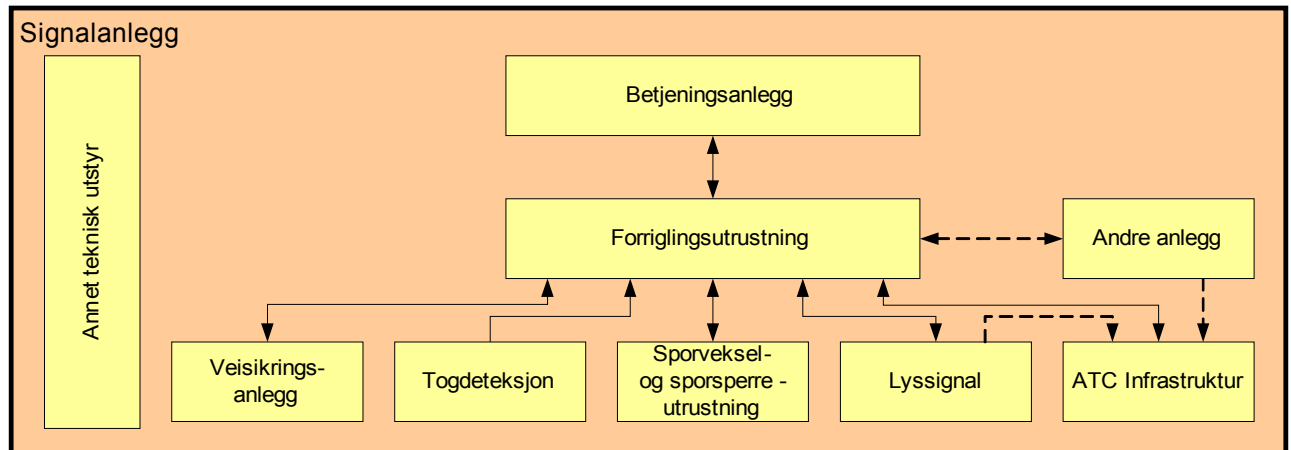 Signalanlegg
Annet teknisk utstyr
Betjeningsanlegg
Forriglingsutrustning
Andre anlegg
Veisikrings-
anlegg
Togdeteksjon
Sporveksel-
og sporsperre -
utrustning
Lyssignal
ATC Infrastruktur